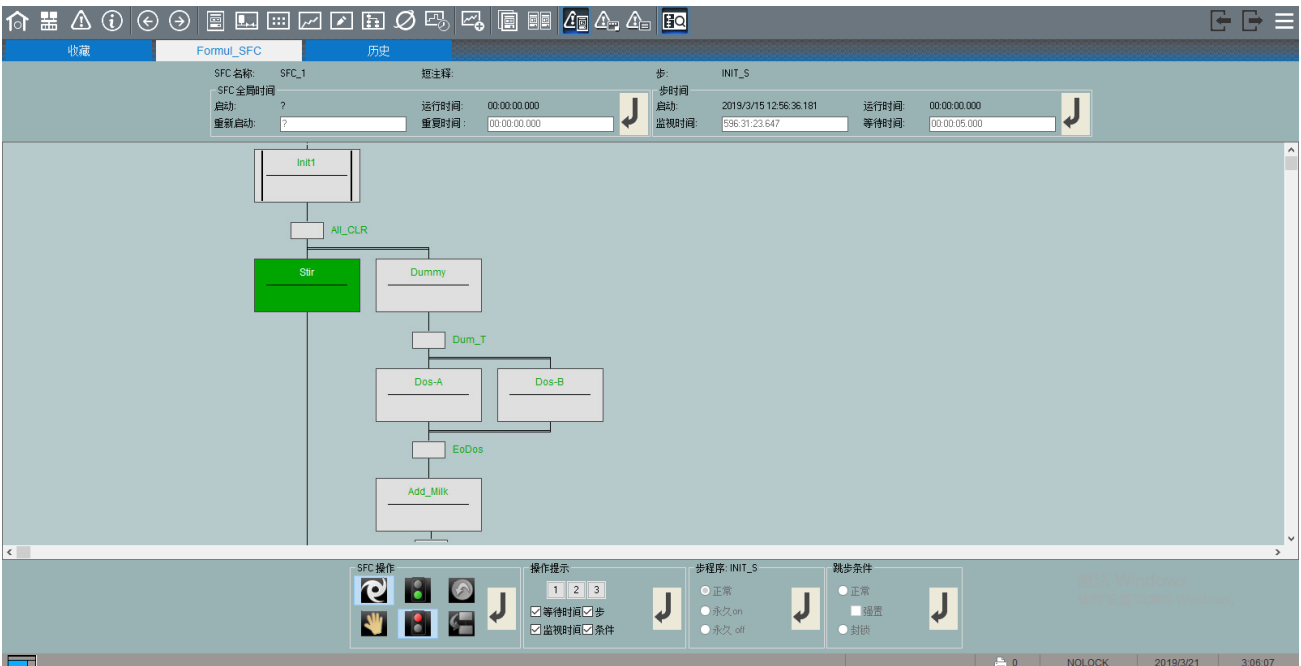 收藏 Formul_SFC 历史
SFC 名称: SFC_1 短注释: 步: INIT_S
SFC 全局时间 步时间
启动: ? 运行时间: 00:00:00.000 启动: 2019/3/15 12:56:36.181 运行时间: 00:00:00.000
重新启动: ? 重复时间: 00:00:00.000 监视时间: 596:31:23.647 等待时间: 00:00:05.000
Init1
All_CLR
Stir Dummy
Dum_T
Dos-A Dos-B
EoDos
Add_Milk
SFC 操作 操作提示 步程序: INIT_S 跳步条件
1 2 3 正常 正常
等待时间 步 永久on 强置
监视时间 条件 永久 off 封锁
0 NOLOCK 2019/3/21 3:06:07